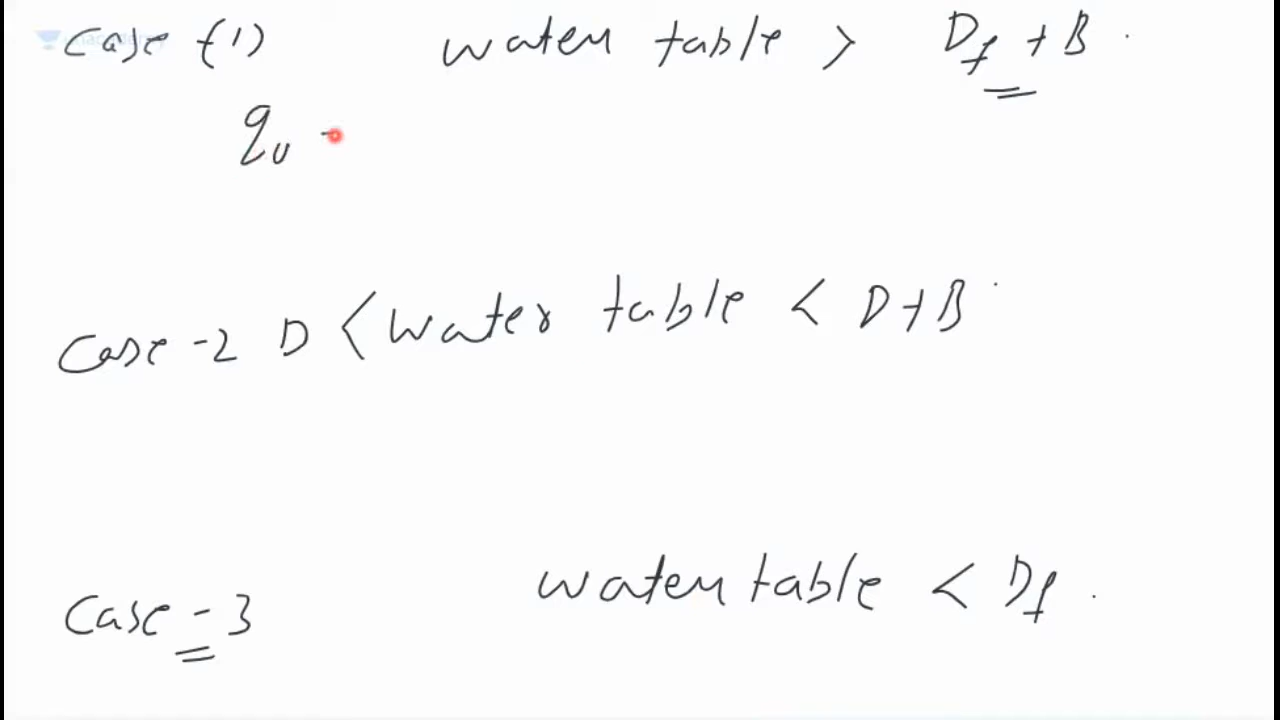 Case -(1) water table > Df + B .
qu -
Case -2 D < Water table < D+B .
Case - 3 water table < Df .